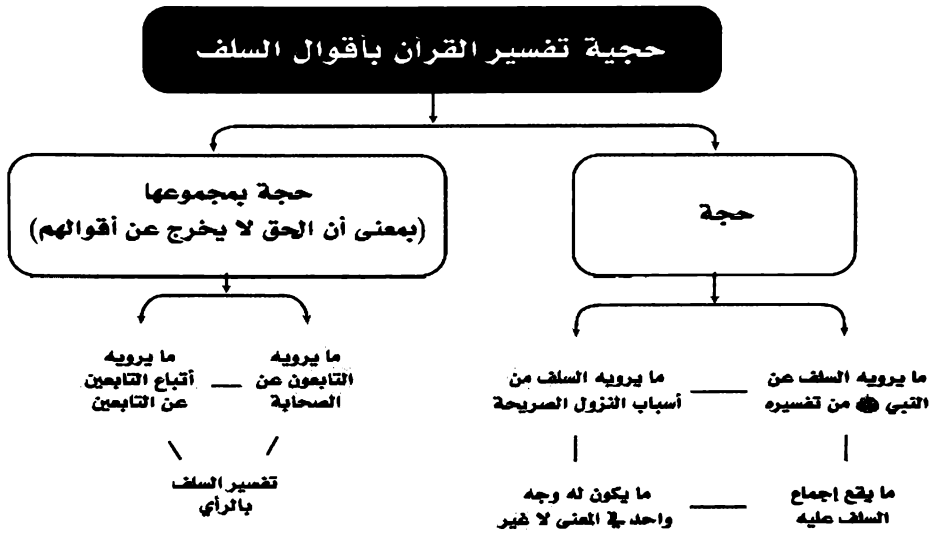 حجية تفسير القرآن بأقوال السلف
حجة
حجة بمجموعها
(بمعنى أن الحق لا يخرج عن أقوالهم)
ما يرويه السلف عن
النبي ﷺ من تفسيره
ما يرويه السلف من
أسباب النزول الصريحة
ما يقع إجماع
السلف عليه
ما يكون له وجه
واحد في المعنى لا غير
ما يرويه
التابعون عن
الصحابة
ما يرويه
أتباع التابعين
عن التابعين
تفسير السلف
بالرأي